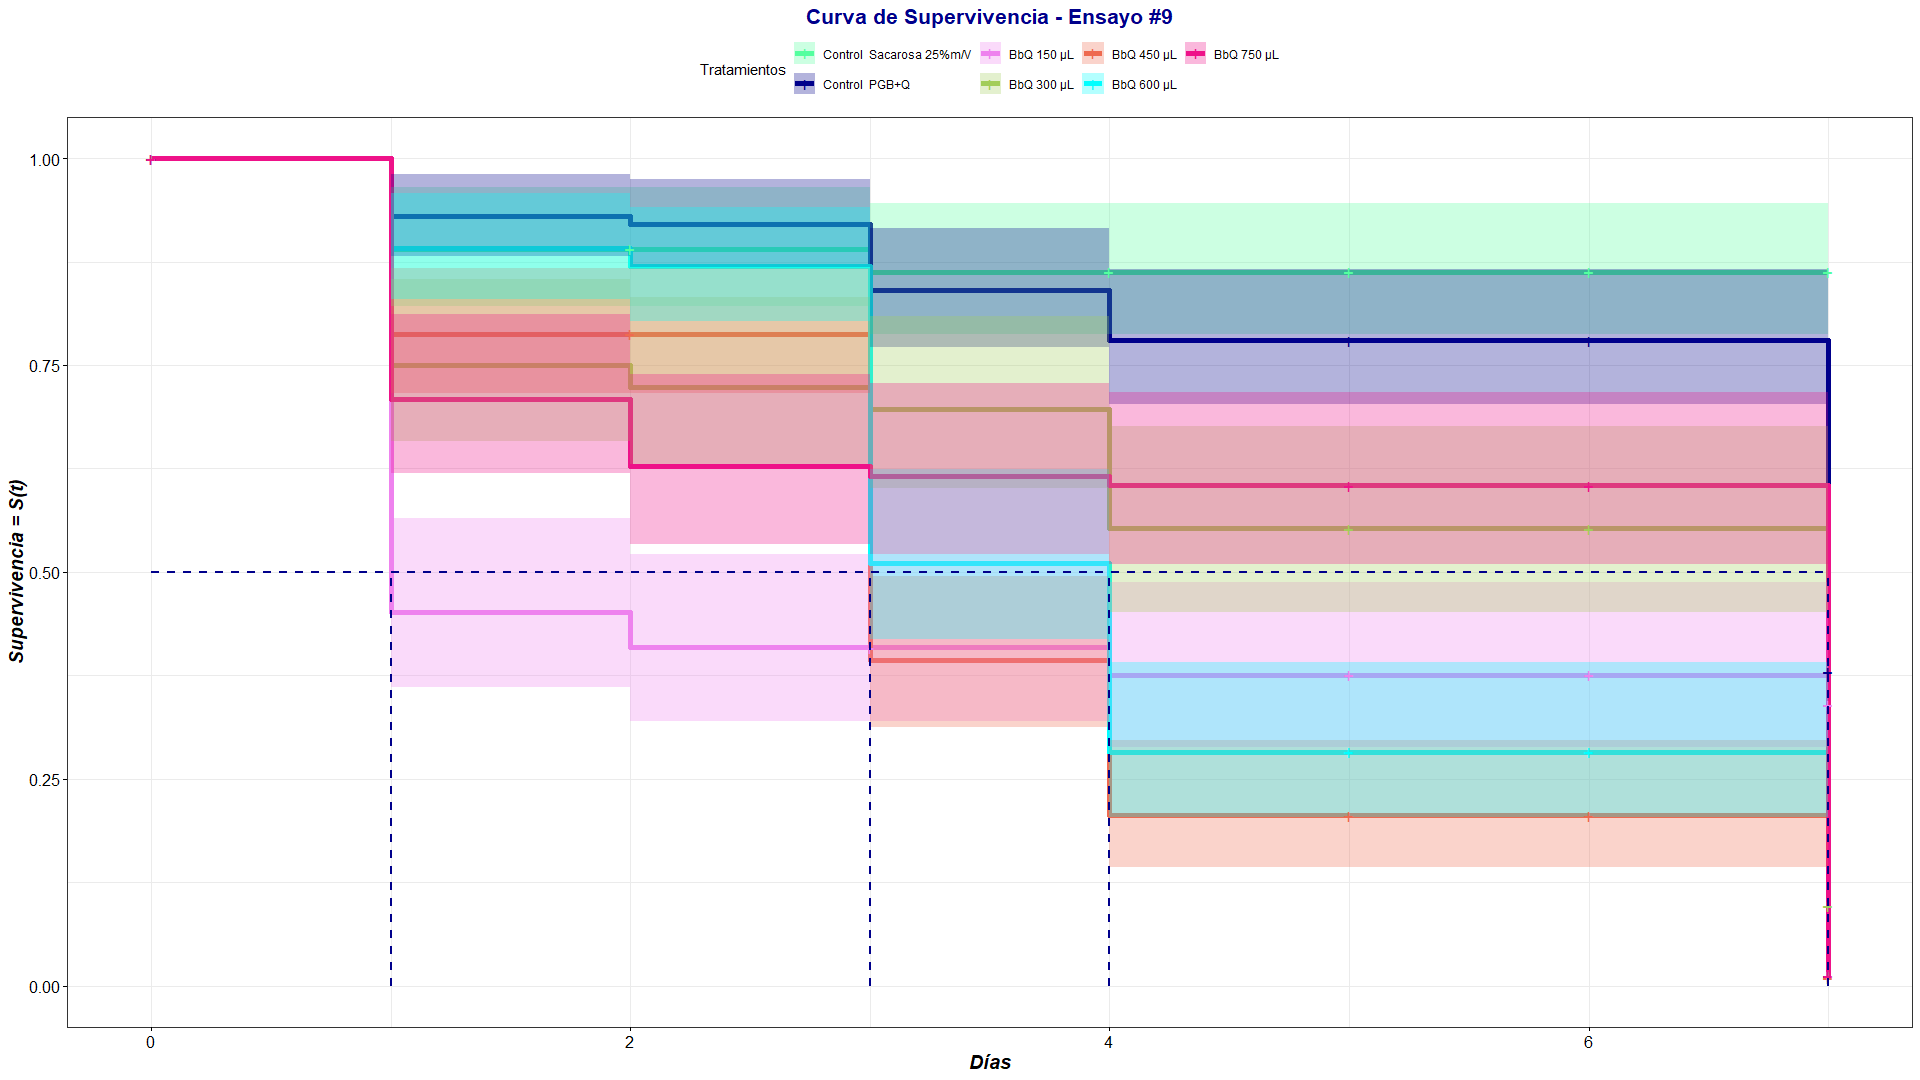 Curva de Supervivencia - Ensayo #9
Tratamientos
Control Sacarosa 25%m/V
BbQ 150 µL
BbQ 450 µL
BbQ 750 µL
Control PGB+Q
BbQ 300 µL
BbQ 600 µL
Supervivencia = S(t)
1.00
0.75
0.50
0.25
0.00
0
2
4
6
Días